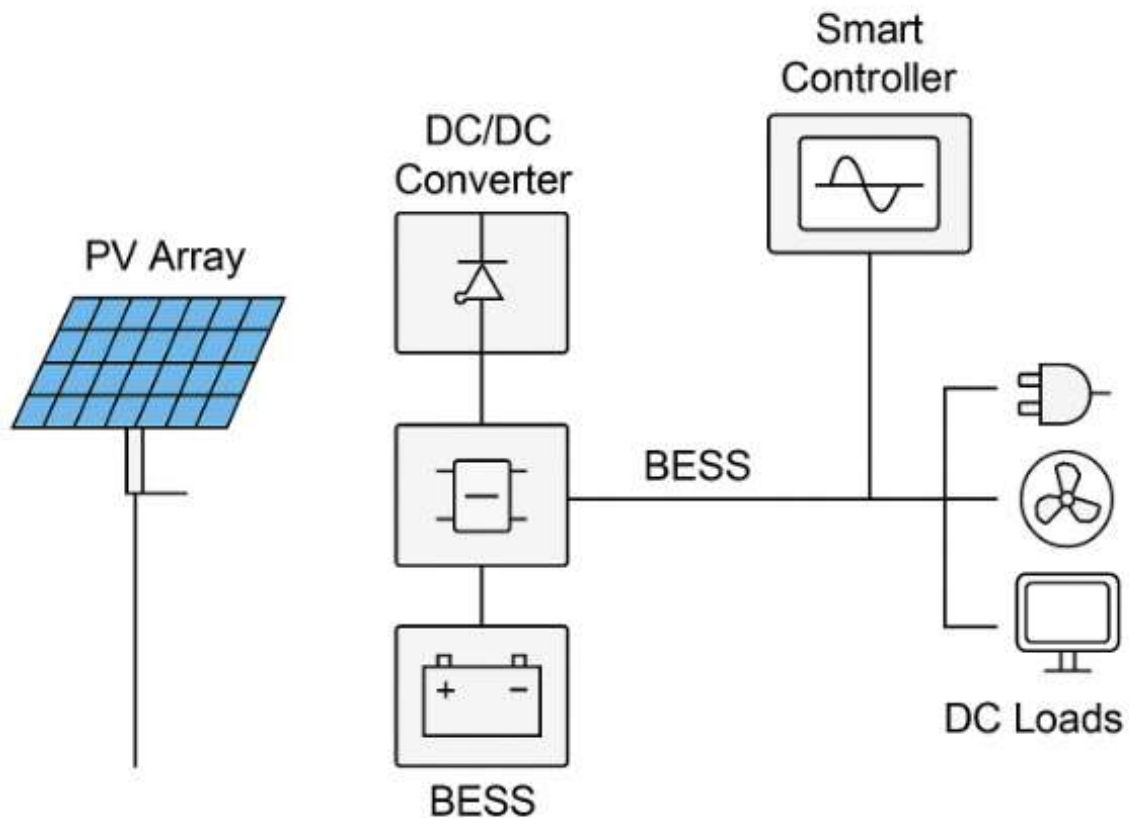 Smart
Controller
DC/DC
Converter
PV Array
BESS
+ −
BESS
DC Loads